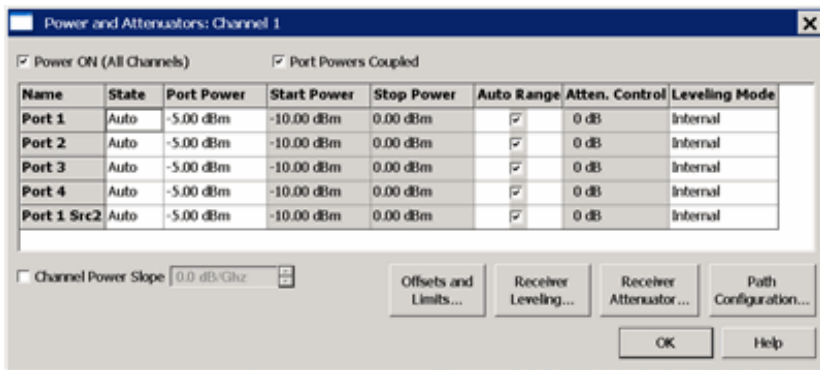 Power and Attenuators: Channel 1
Power ON (All Channels) Port Powers Coupled
Name State Port Power Start Power Stop Power Auto Range Atten. Control Leveling Mode
Port 1 Auto -5.00 dBm -10.00 dBm 0.00 dBm 0 dB Internal
Port 2 Auto -5.00 dBm -10.00 dBm 0.00 dBm 0 dB Internal
Port 3 Auto -5.00 dBm -10.00 dBm 0.00 dBm 0 dB Internal
Port 4 Auto -5.00 dBm -10.00 dBm 0.00 dBm 0 dB Internal
Port 1 Src2 Auto -5.00 dBm -10.00 dBm 0.00 dBm 0 dB Internal
Channel Power Slope 0.0 dB/Ghz
Offsets and Limits...
Receiver Leveling...
Receiver Attenuator...
Path Configuration...
OK Help